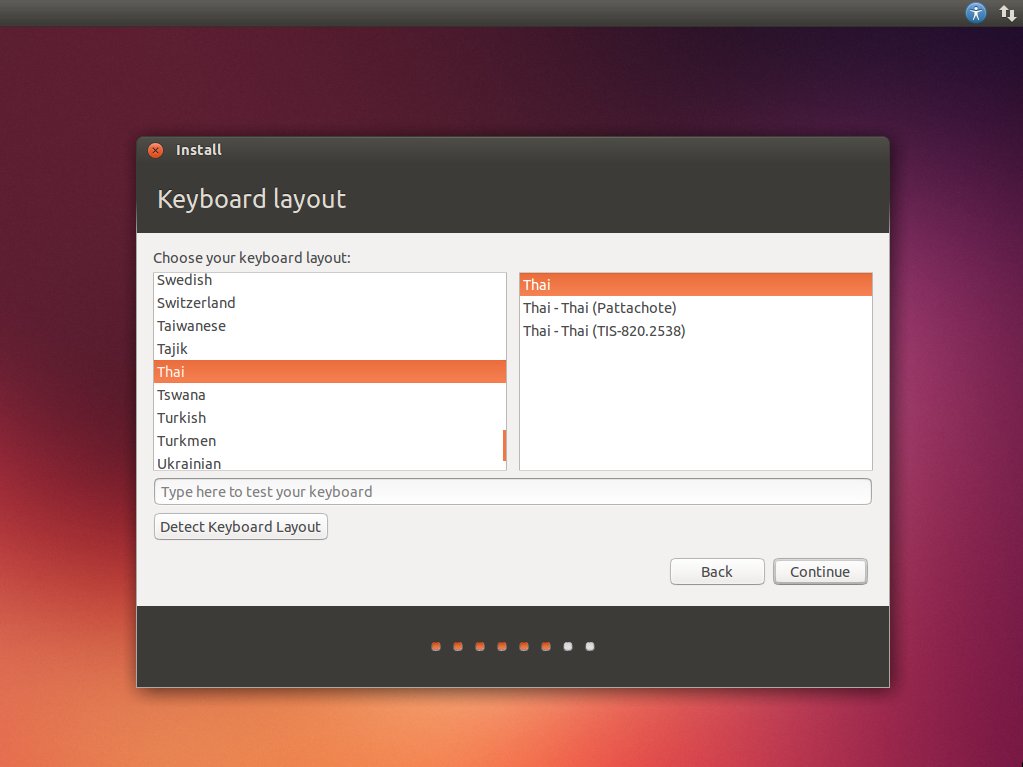 Install
Keyboard layout
Choose your keyboard layout:
Swedish
Switzerland
Taiwanese
Tajik
Thai
Tswana
Turkish
Turkmen
Ukrainian
Thai
Thai - Thai (Pattachote)
Thai - Thai (TIS-820.2538)
Type here to test your keyboard
Detect Keyboard Layout
Back
Continue